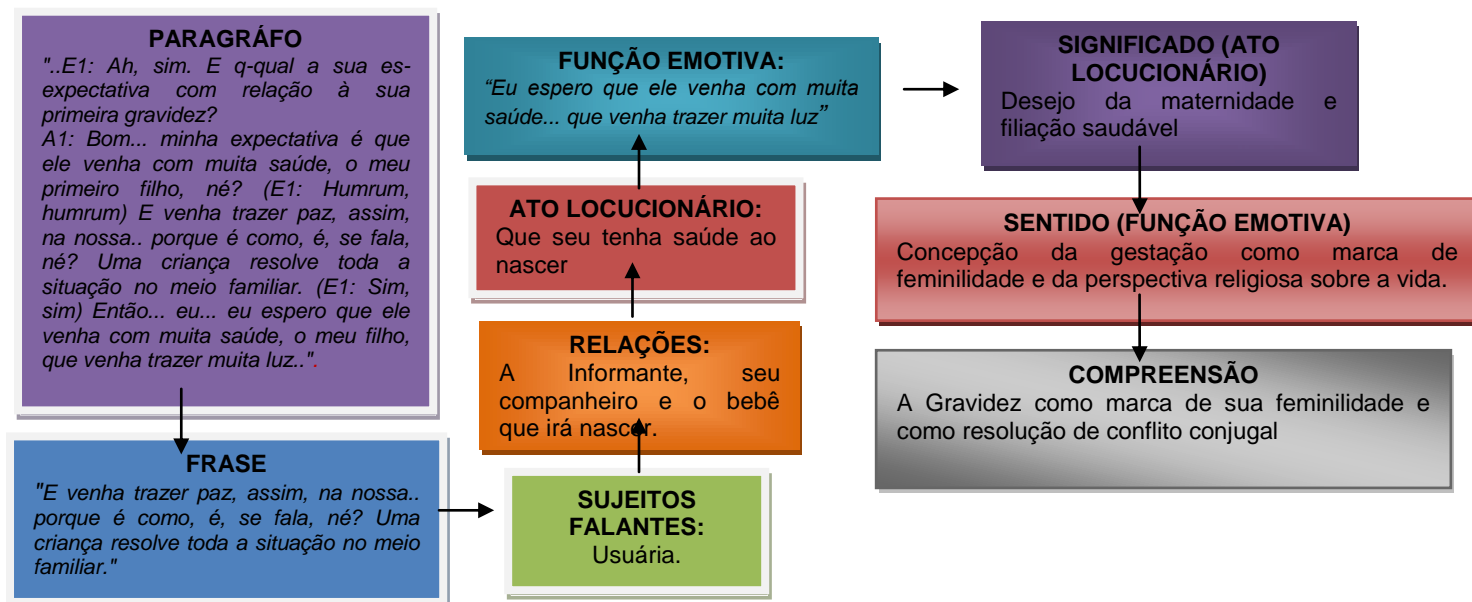 PARAGRÁFO
"..E1: Ah, sim. E q-qual a sua es-
expectativa com relação à sua
primeira gravidez?
A1: Bom... minha expectativa é que
ele venha com muita saúde, o meu
primeiro filho, né? (E1: Humrum,
humrum) E venha trazer paz, assim,
na nossa.. porque é como, é, se fala,
né? Uma criança resolve toda a
situação no meio familiar. (E1: Sim,
sim) Então... eu... eu espero que ele
venha com muita saúde, o meu filho,
que venha trazer muita luz..".
FRASE
"E venha trazer paz, assim, na nossa..
porque é como, é, se fala, né? Uma
criança resolve toda a situação no meio
familiar."
SUJEITOS
FALANTES:
Usuária.
RELAÇÕES:
A Informante, seu
companheiro e o bebê
que irá nascer.
ATO LOCUCIONÁRIO:
Que seu tenha saúde ao
nascer
FUNÇÃO EMOTIVA:
“Eu espero que ele venha com muita
saúde... que venha trazer muita luz”
SIGNIFICADO (ATO
LOCUCIONÁRIO)
Desejo da maternidade e
filiação saudável
SENTIDO (FUNÇÃO EMOTIVA)
Concepção da gestação como marca de
feminilidade e da perspectiva religiosa sobre a vida.
COMPREENSÃO
A Gravidez como marca de sua feminilidade e
como resolução de conflito conjugal